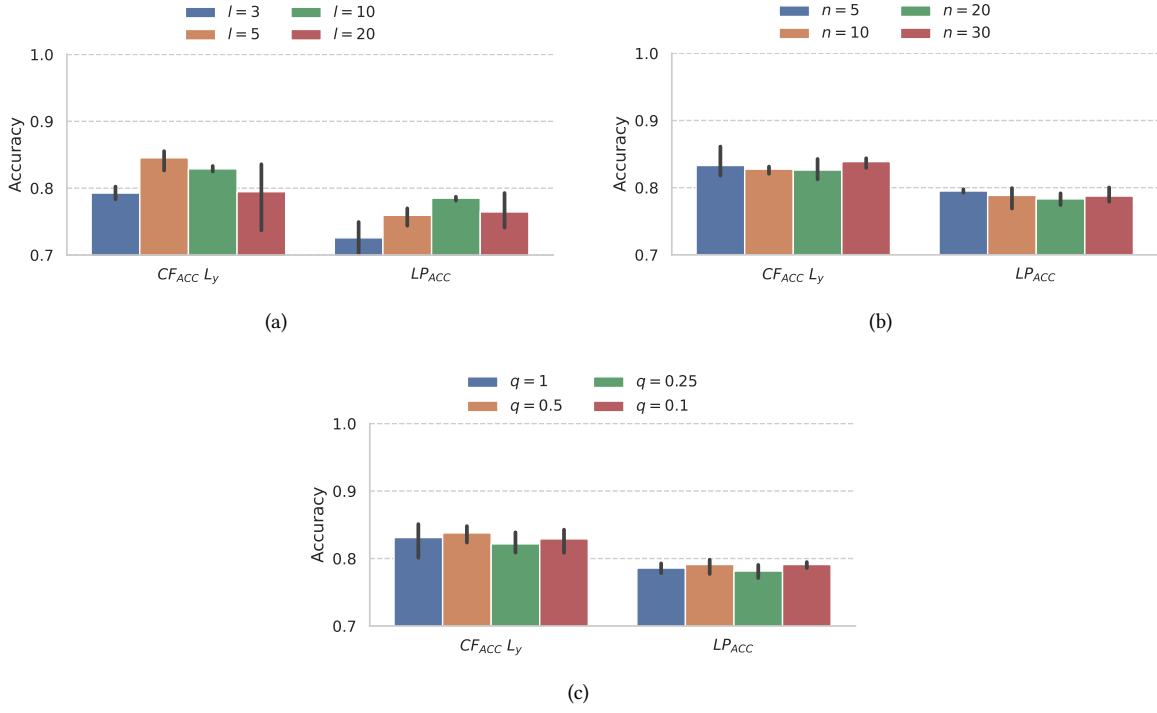 l = 3 l = 10
l = 5 l = 20
1.0
0.9
0.8
0.7
Accuracy
CF_ACC L_y LP_ACC
(a)
n = 5 n = 20
n = 10 n = 30
1.0
0.9
0.8
0.7
Accuracy
CF_ACC L_y LP_ACC
(b)
q = 1 q = 0.25
q = 0.5 q = 0.1
1.0
0.9
0.8
0.7
Accuracy
CF_ACC L_y LP_ACC
(c)